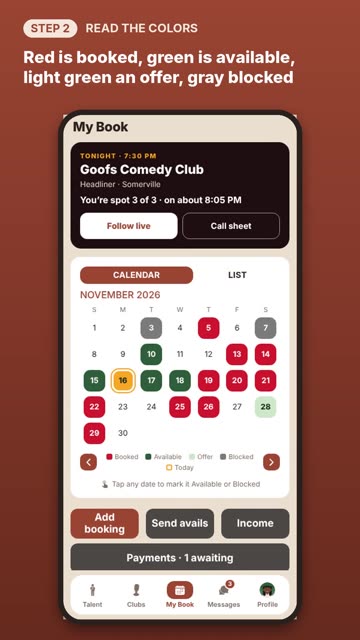 STEP 2 READ THE COLORS
Red is booked, green is available,
light green an offer, gray blocked
My Book
TONIGHT · 7:30 PM
Goofs Comedy Club
Headliner · Somerville
You're spot 3 of 3 · on about 8:05 PM
Follow live Call sheet
CALENDAR LIST
NOVEMBER 2026
S M T W T F S
1 2 3 4 5 6 7
8 9 10 11 12 13 14
15 16 17 18 19 20 21
22 23 24 25 26 27 28
29 30
Booked Available Offer Blocked
Today
Tap any date to mark it Available or Blocked
Add booking Send avails Income
Payments · 1 awaiting
3
Talent Clubs My Book Messages Profile